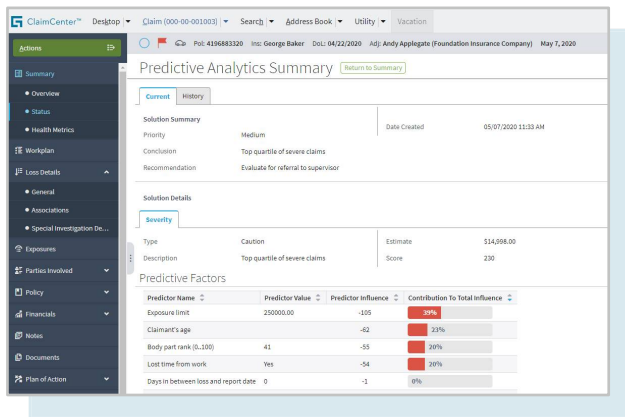 ClaimCenter™ Desktop Claim (000-00-001003) Search Address Book Utility Vacation
Actions
Pol: 4196883320 Ins: George Baker DoL: 04/22/2020 Adj: Andy Applegate (Foundation Insurance Company) May 7, 2020
Predictive Analytics Summary Return to Summary
Summary
Overview
Status
Health Metrics
Workplan
Loss Details
General
Associations
Special Investigation De...
Exposures
Parties Involved
Policy
Financials
Notes
Documents
Plan of Action
Current History
Solution Summary
Priority Medium
Date Created 05/07/2020 11:33 AM
Conclusion Top quartile of severe claims
Recommendation Evaluate for referral to supervisor
Solution Details
Severity
Type Caution Estimate $14,998.00
Description Top quartile of severe claims Score 230
Predictive Factors
Predictor Name Predictor Value Predictor Influence Contribution To Total Influence
Exposure limit 250000.00 -105 39%
Claimant's age -62 23%
Body part rank (0..100) 41 -55 20%
Lost time from work Yes -54 20%
Days in between loss and report date 0 -1 0%